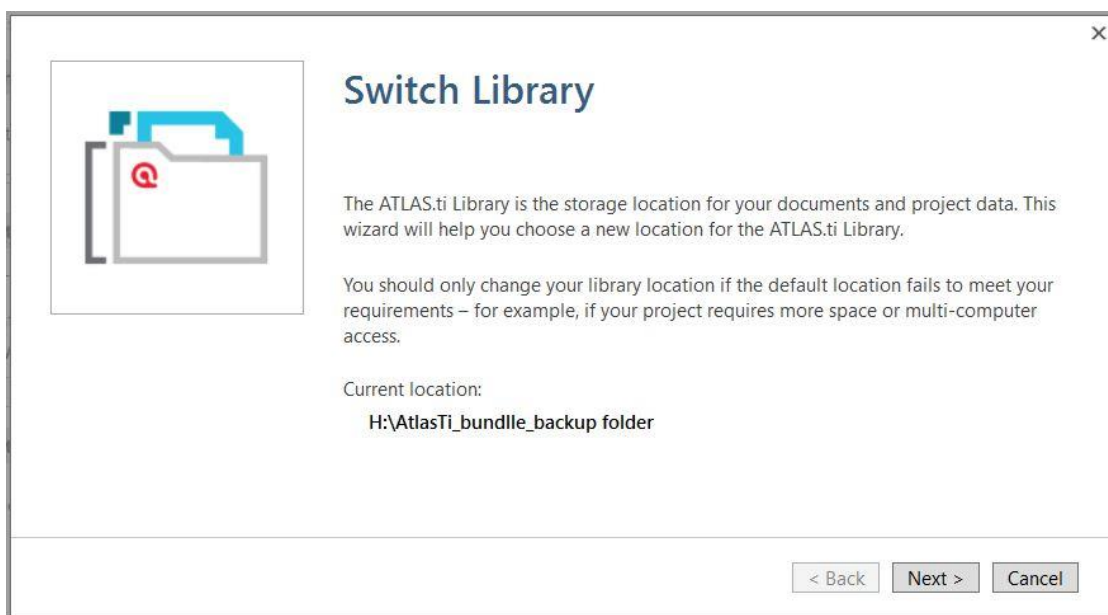 Switch Library
The ATLAS.ti Library is the storage location for your documents and project data. This
wizard will help you choose a new location for the ATLAS.ti Library.
You should only change your library location if the default location fails to meet your
requirements – for example, if your project requires more space or multi-computer
access.
Current location:
H:\AtlasTi_bundlle_backup folder
< Back Next > Cancel